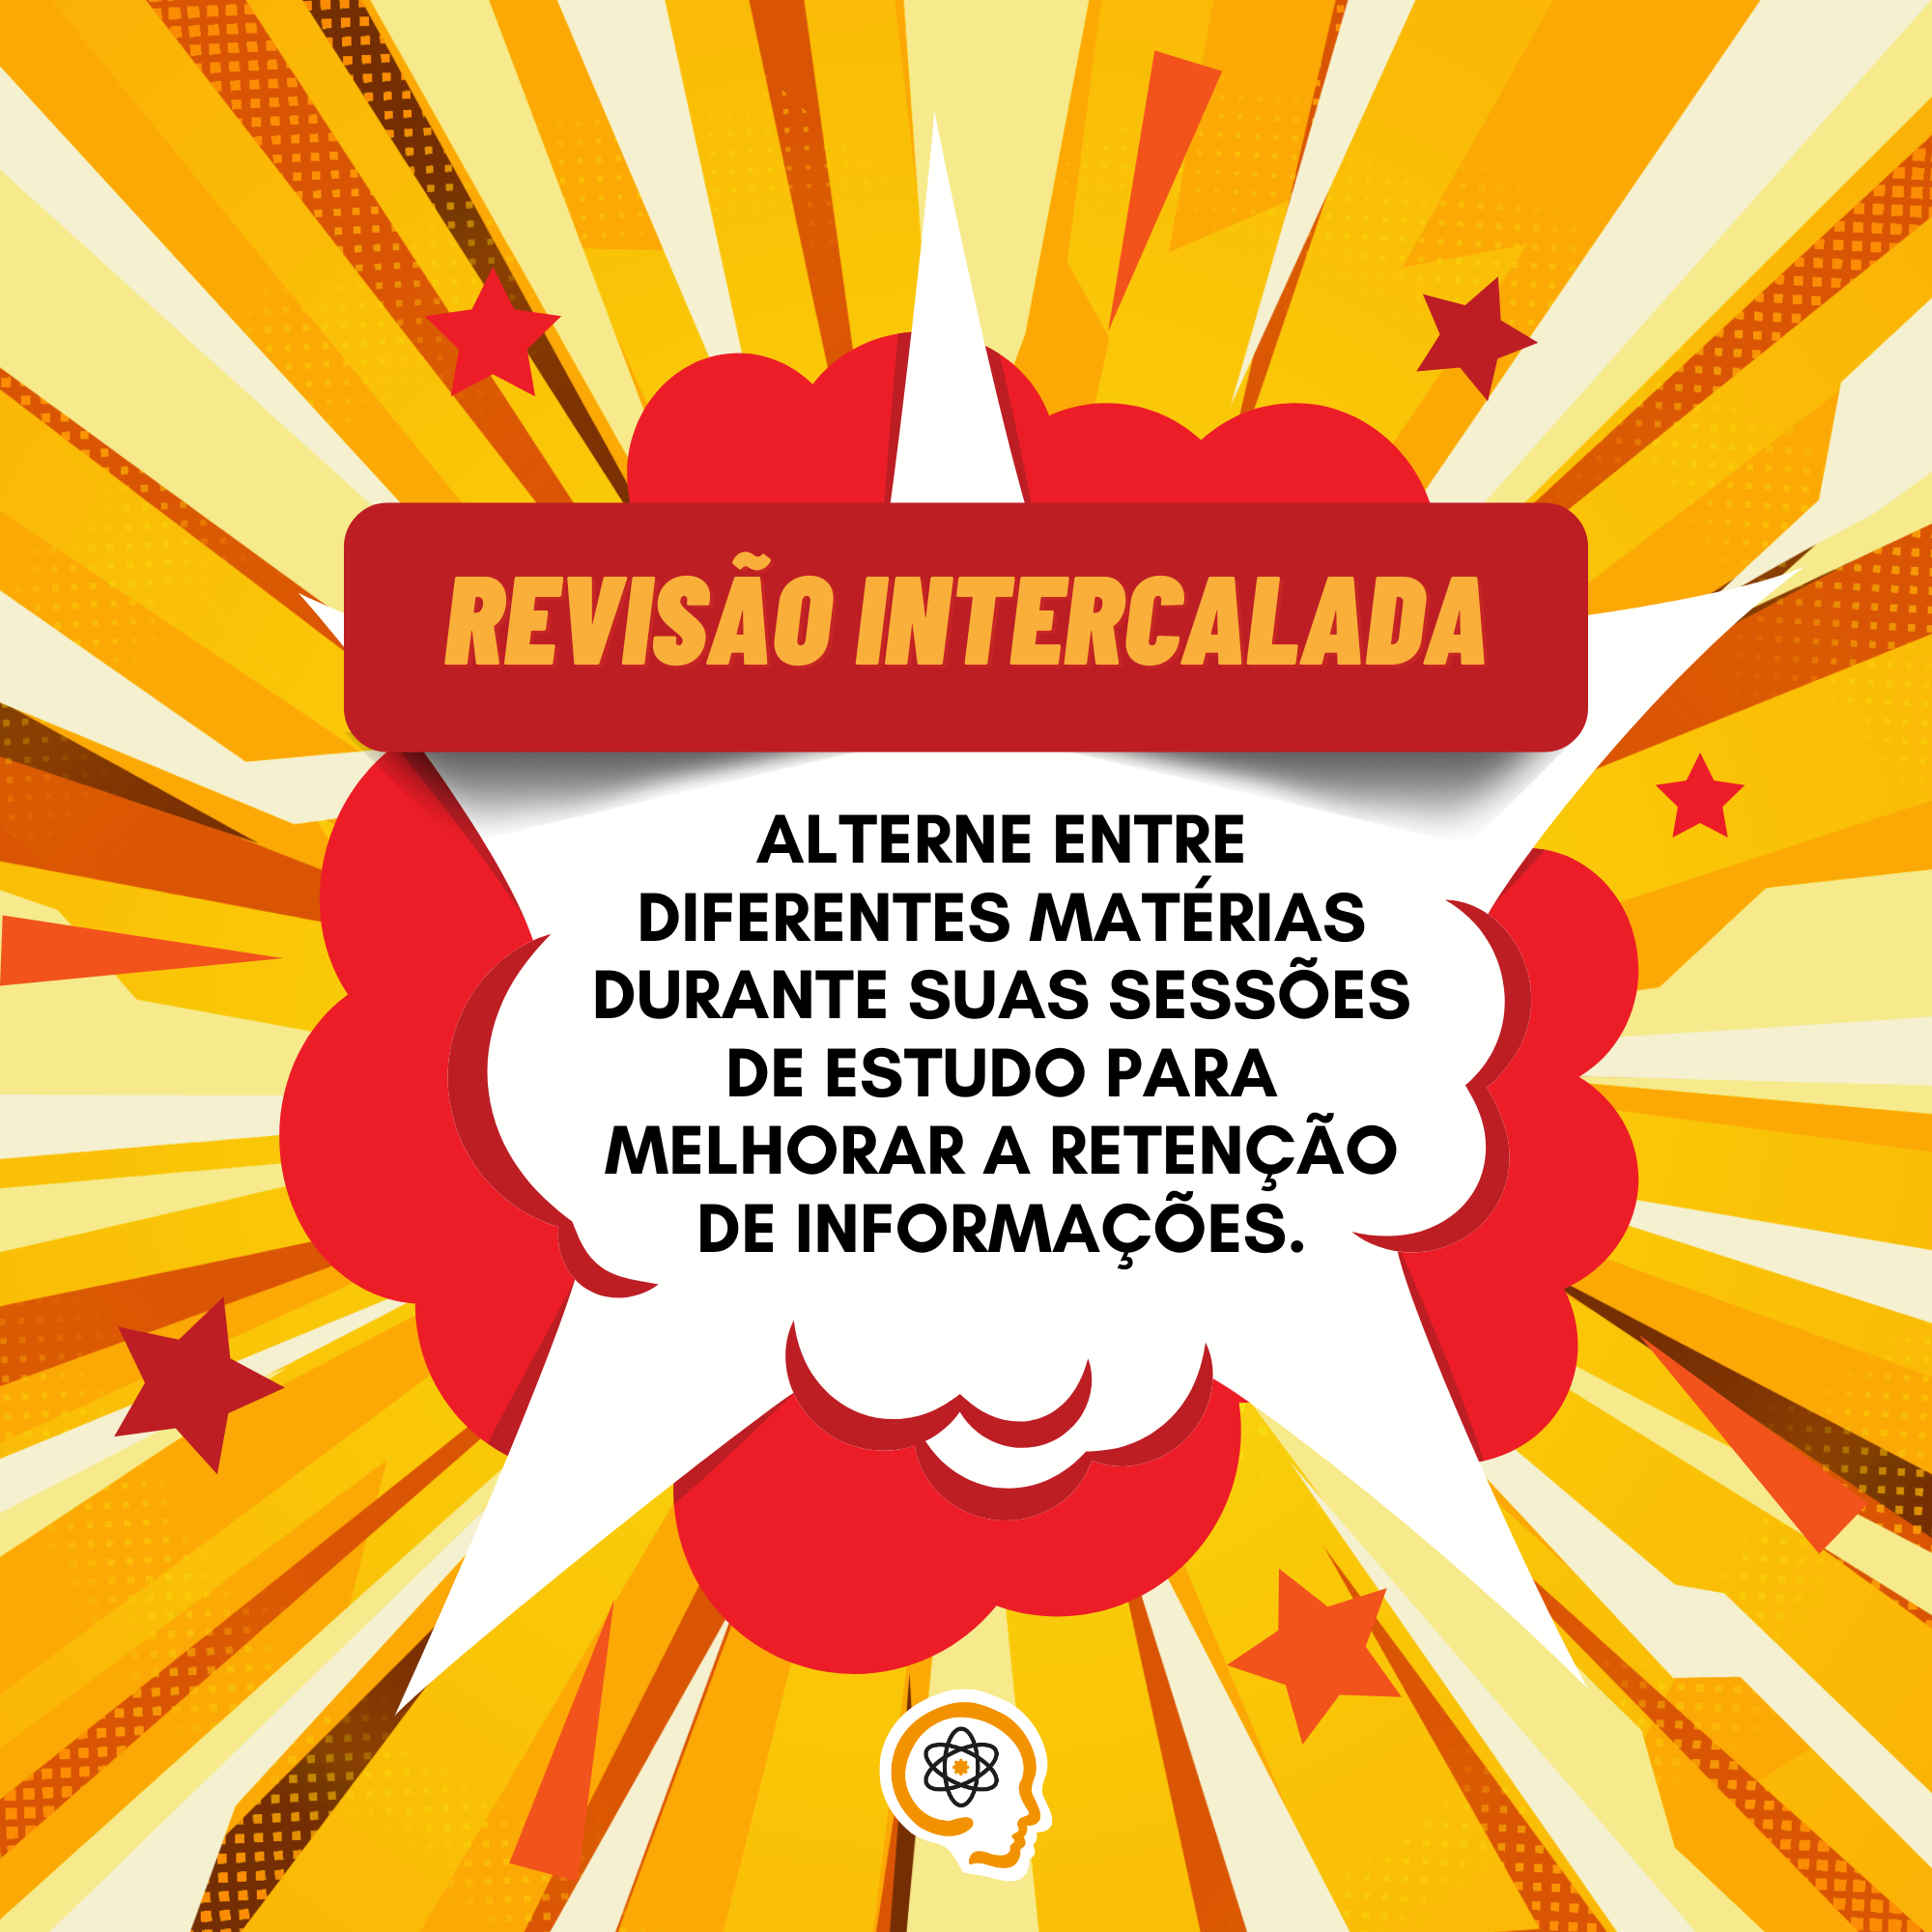 REVISÃO INTERCALADA
ALTERNE ENTRE
DIFERENTES MATÉRIAS
DURANTE SUAS SESSÕES
DE ESTUDO PARA
MELHORAR A RETENÇÃO
DE INFORMAÇÕES.